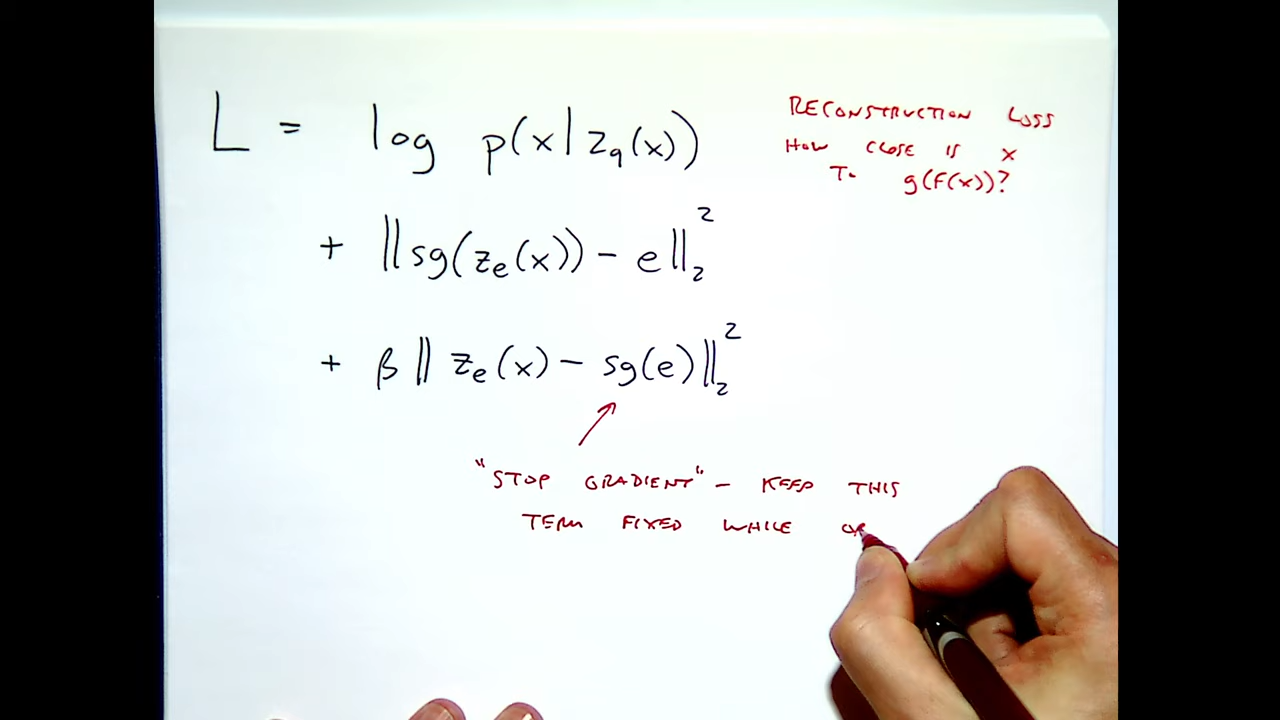 L = log p(x|z_q(x))
RECONSTRUCTION LOSS
HOW CLOSE IS x
TO g(F(x))?
+ ||sg(z_e(x)) - e||_2^2
+ β || z_e(x) - sg(e)||_2^2
"STOP GRADIENT" - KEEP THIS
TERM FIXED WHILE